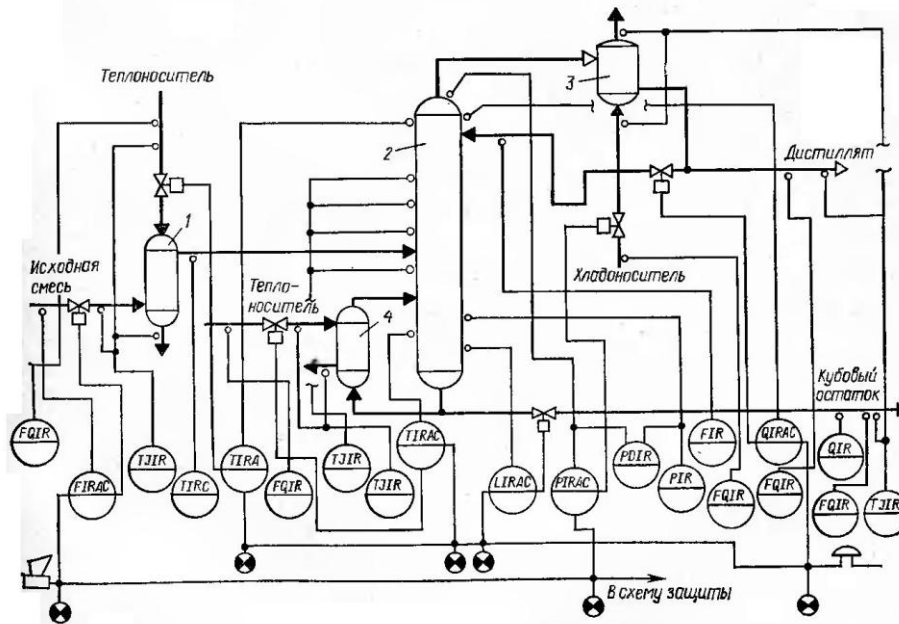 Теплоноситель
3
2
Дистиллят
1
Исходная
смесь
Тепло-
носитель
Хладоноситель
4
Кубовый
остаток
FQIR
FIRAC
TJIR
TIRC
TIRA
FQIR
TJIR
TJIR
TIRAC
LIRAC
PIRAC
PDIR
PIR
FIR
FQIR
QIRAC
FQIR
QIR
FQIR
TJIR
В схему защиты